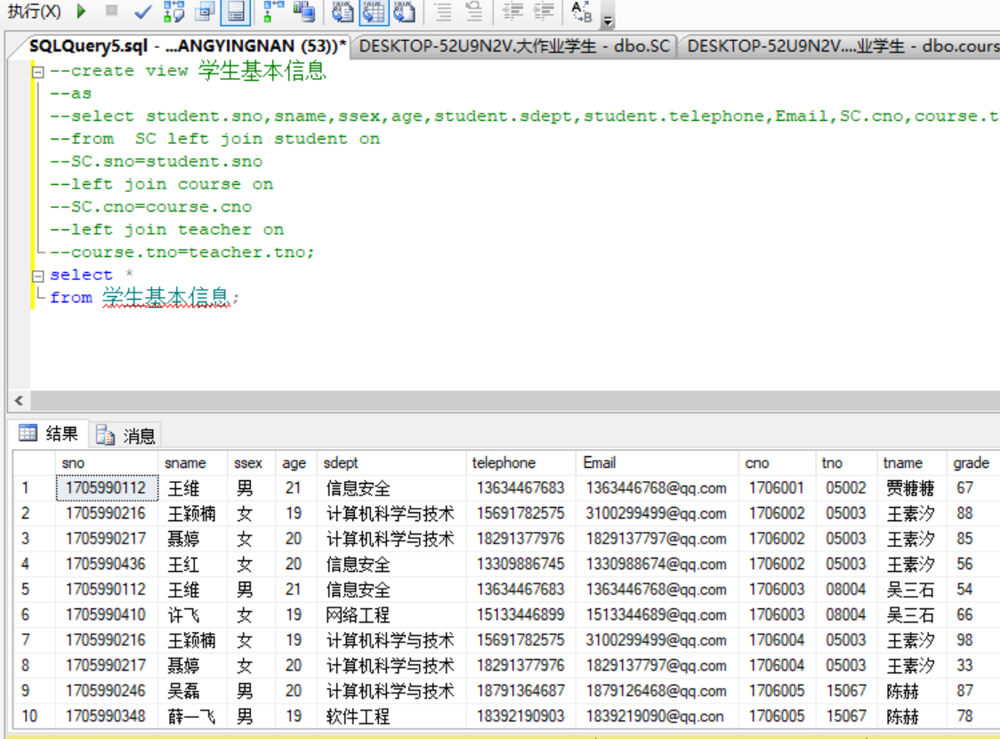 执行(X)
SQLQuery5.sql - ...ANGYINGNAN (53))* DESKTOP-52U9N2V.大作业学生 - dbo.SC DESKTOP-52U9N2V....业学生 - dbo.cours
--create view 学生基本信息
--as
--select student.sno,sname,ssex,age,student.sdept,student.telephone,Email,SC.cno,course.t
--from  SC left join student on
--SC.sno=student.sno
--left join course on
--SC.cno=course.cno
--left join teacher on
--course.tno=teacher.tno;
select *
from 学生基本信息;
结果 消息
sno sname ssex age sdept telephone Email cno tno tname grade
1 1705990112 王维 男 21 信息安全 13634467683 1363446768@qq.com 1706001 05002 贾糖糖 67
2 1705990216 王颖楠 女 19 计算机科学与技术 15691782575 3100299499@qq.com 1706002 05003 王素汐 88
3 1705990217 聂婷 女 20 计算机科学与技术 18291377976 1829137797@qq.com 1706002 05003 王素汐 85
4 1705990436 王红 女 20 信息安全 13309886745 1330988674@qq.com 1706002 05003 王素汐 56
5 1705990112 王维 男 21 信息安全 13634467683 1363446768@qq.com 1706003 08004 吴三石 54
6 1705990410 许飞 女 19 网络工程 15133446899 1513344689@qq.com 1706003 08004 吴三石 66
7 1705990216 王颖楠 女 19 计算机科学与技术 15691782575 3100299499@qq.com 1706004 05003 王素汐 98
8 1705990217 聂婷 女 20 计算机科学与技术 18291377976 1829137797@qq.com 1706004 05003 王素汐 33
9 1705990246 吴磊 男 20 计算机科学与技术 18791364687 1879126468@qq.com 1706005 15067 陈赫 87
10 1705990348 薛一飞 男 19 软件工程 18392190903 1839219090@qq.con 1706005 15067 陈赫 78